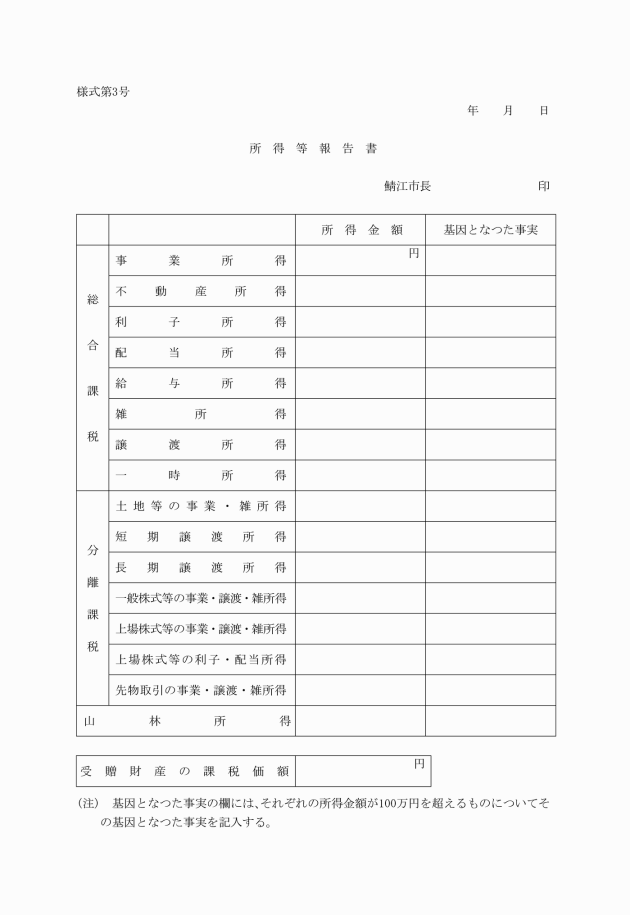 様式第3号
年 月 日
所 得 等 報 告 書
鯖江市長 印
所 得 金 額 基因となつた事実
総合課税
事業所得 円
不動産所得
利子所得
配当所得
給与所得
雑所得
譲渡所得
一時所得
分離課税
土地等の事業・雑所得
短期譲渡所得
長期譲渡所得
一般株式等の事業・譲渡・雑所得
上場株式等の事業・譲渡・雑所得
上場株式等の利子・配当所得
先物取引の事業・譲渡・雑所得
山林所得
受贈財産の課税価額 円
(注) 基因となつた事実の欄には、それぞれの所得金額が100万円を超えるものについてそ
の基因となつた事実を記入する。